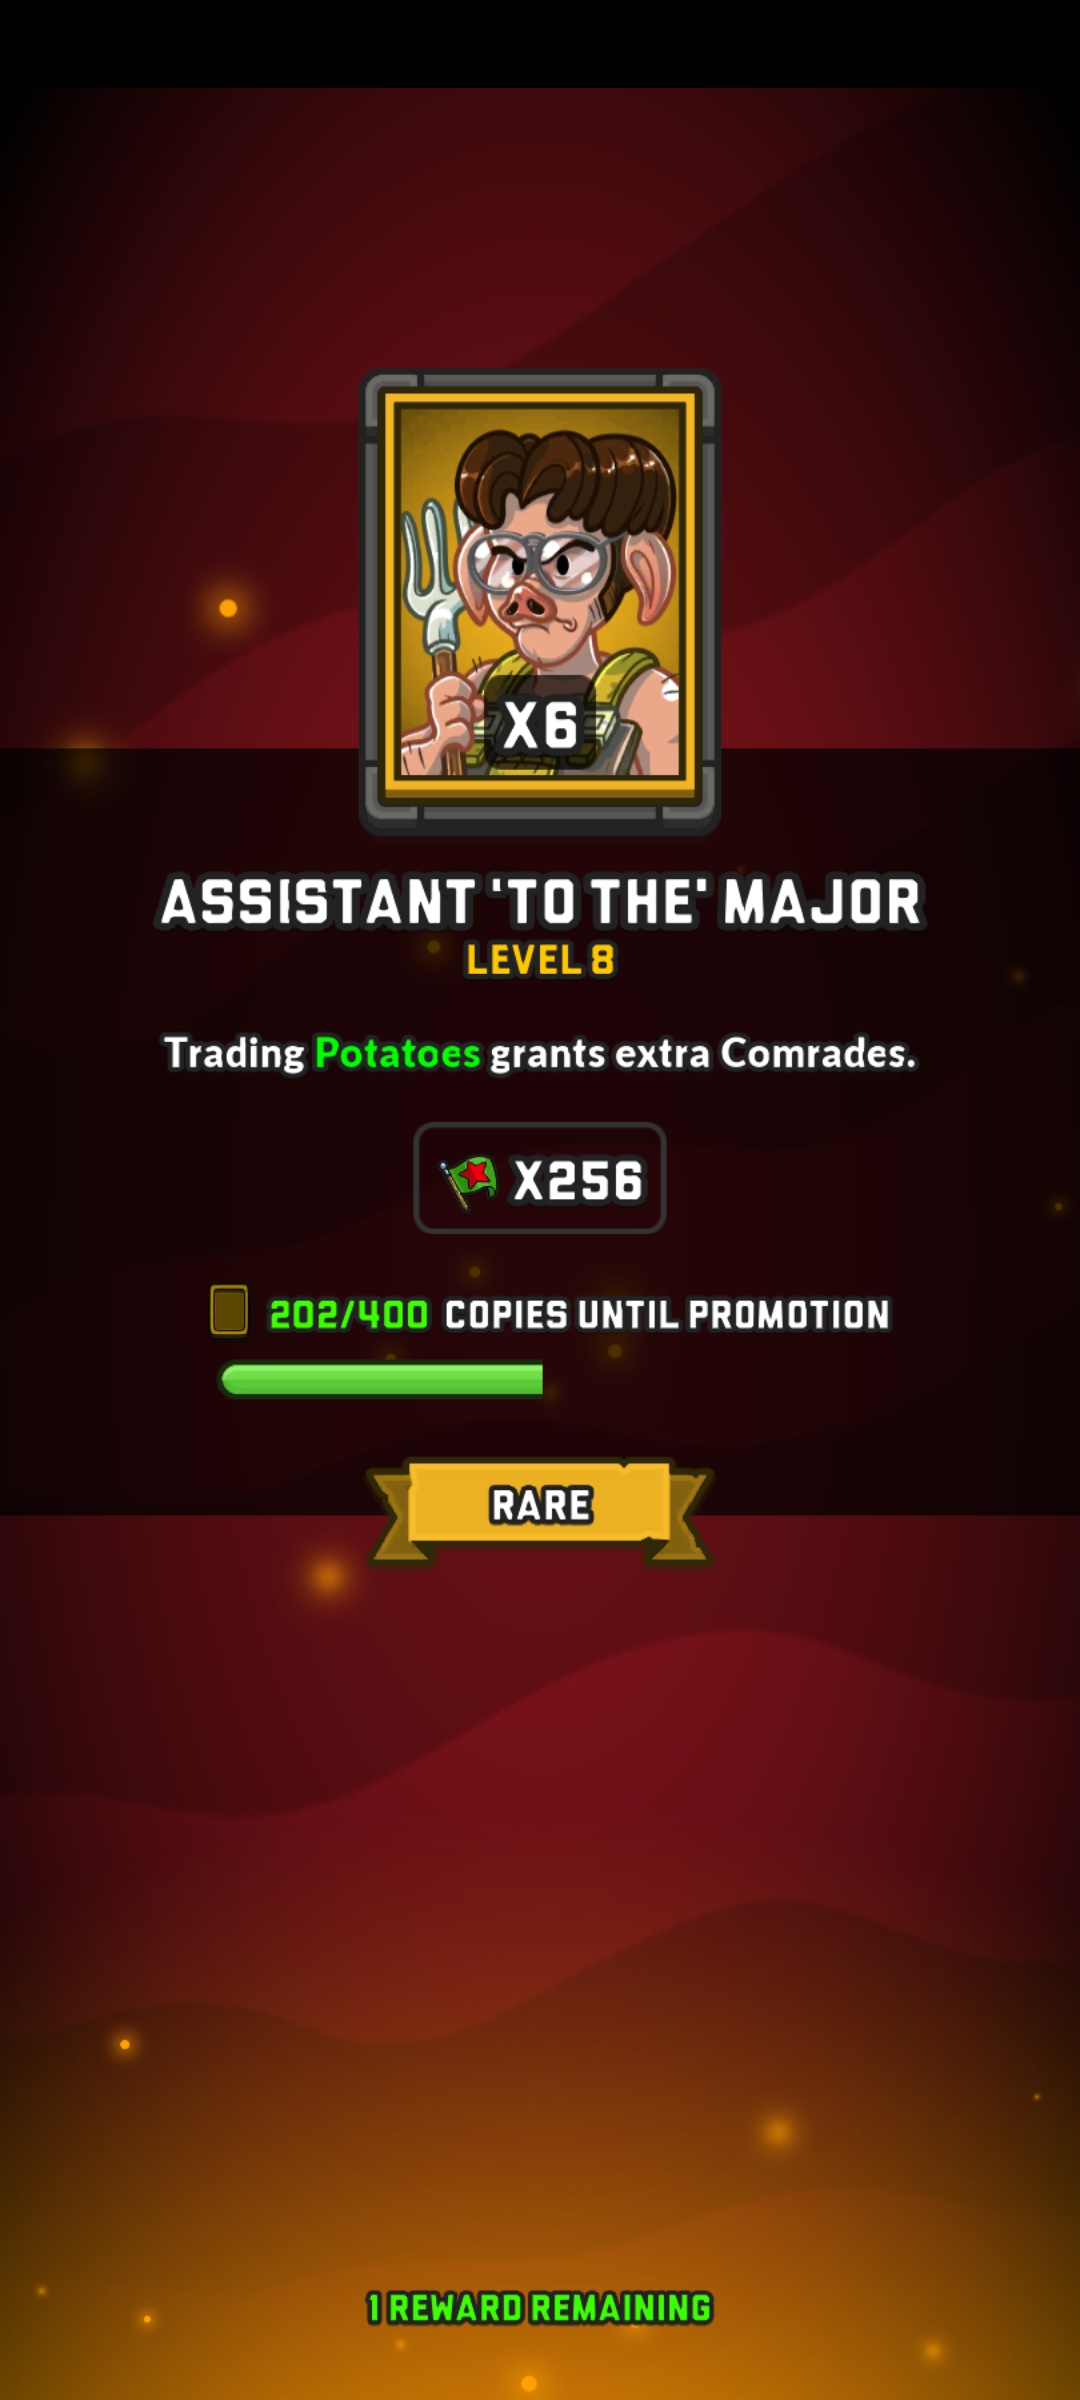 X6
ASSISTANT 'TO THE' MAJOR
LEVEL 8
Trading Potatoes grants extra Comrades.
X256
202/400 COPIES UNTIL PROMOTION
RARE
1 REWARD REMAINING